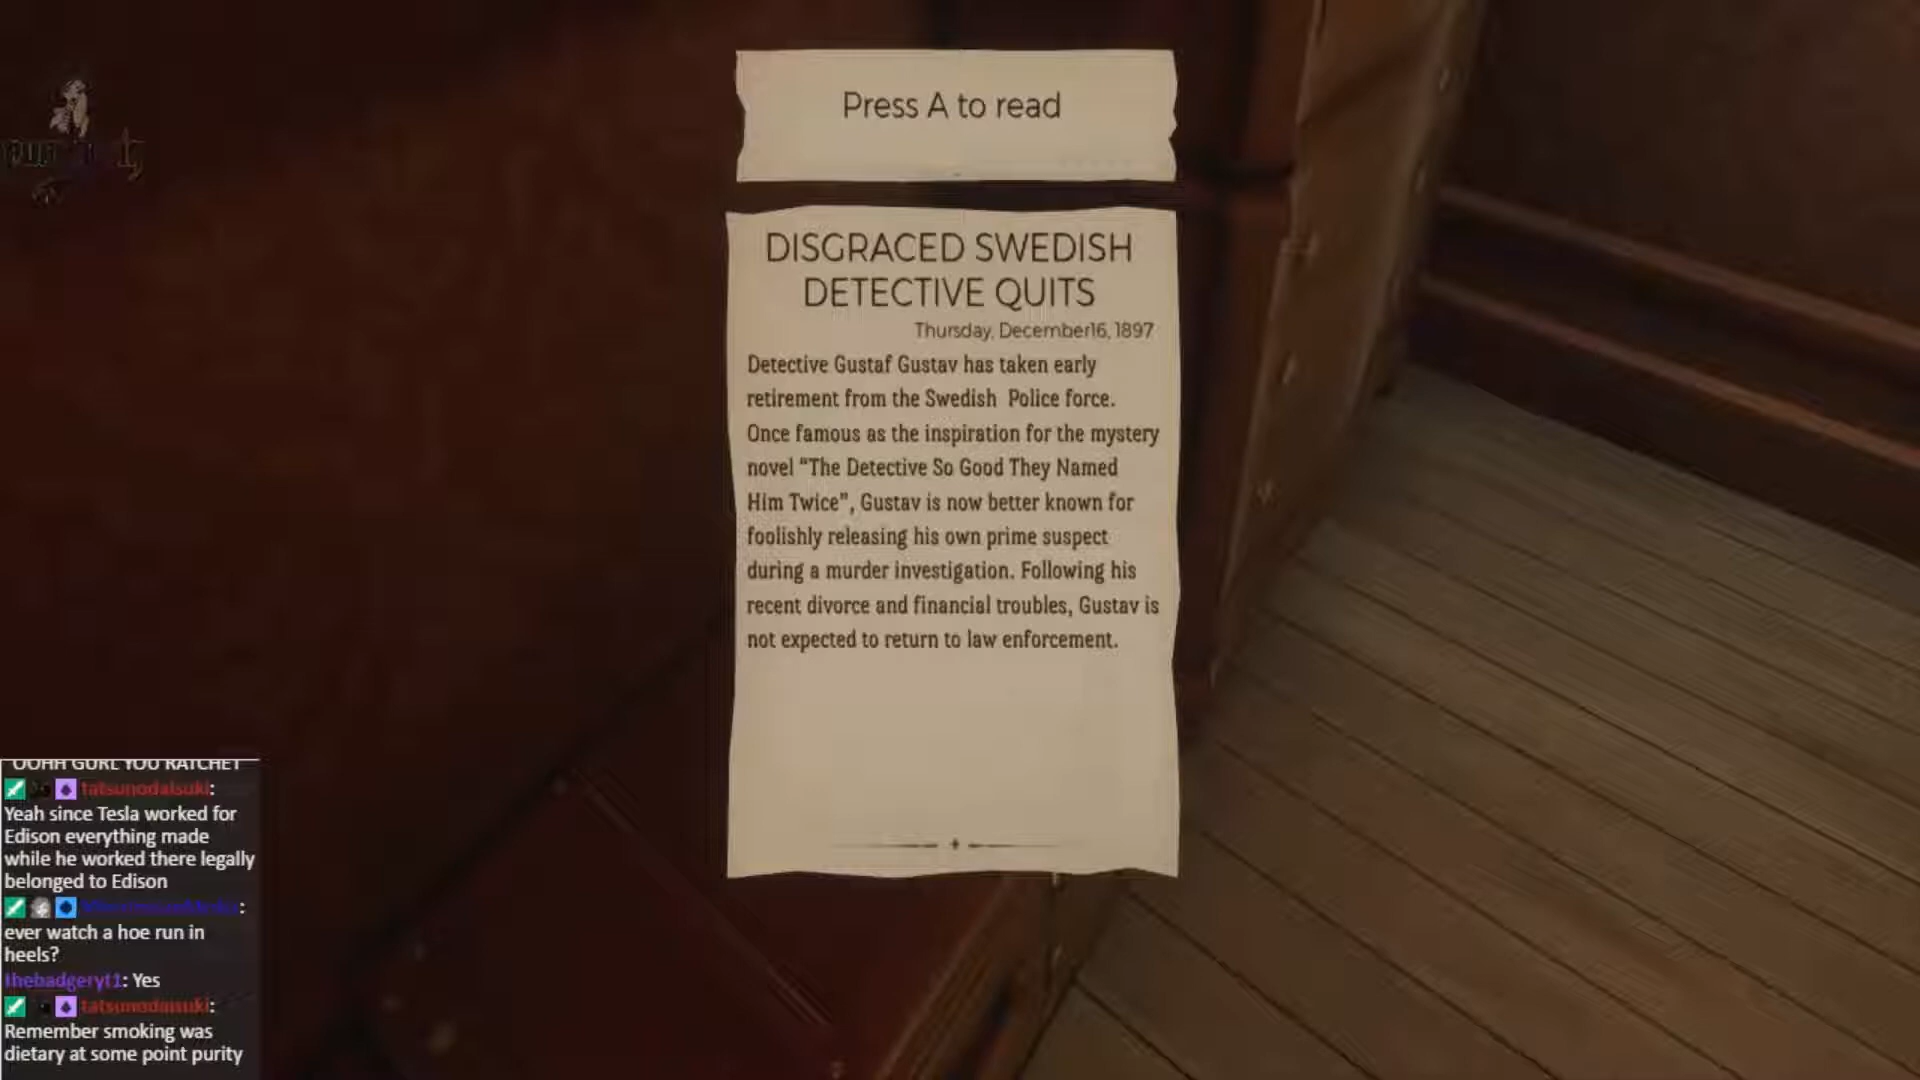 Press A to read
DISGRACED SWEDISH
DETECTIVE QUITS
Thursday, December16, 1897
Detective Gustaf Gustav has taken early
retirement from the Swedish  Police force.
Once famous as the inspiration for the mystery
novel “The Detective So Good They Named
Him Twice”, Gustav is now better known for
foolishly releasing his own prime suspect
during a murder investigation. Following his
recent divorce and financial troubles, Gustav is
not expected to return to law enforcement.
OOHH GURL YOU RATCHET
tatsunodaisuki:
Yeah since Tesla worked for
Edison everything made
while he worked there legally
belonged to Edison
:
ever watch a hoe run in
heels?
thebadgeryt1: Yes
tatsunodaisuki:
Remember smoking was
dietary at some point purity